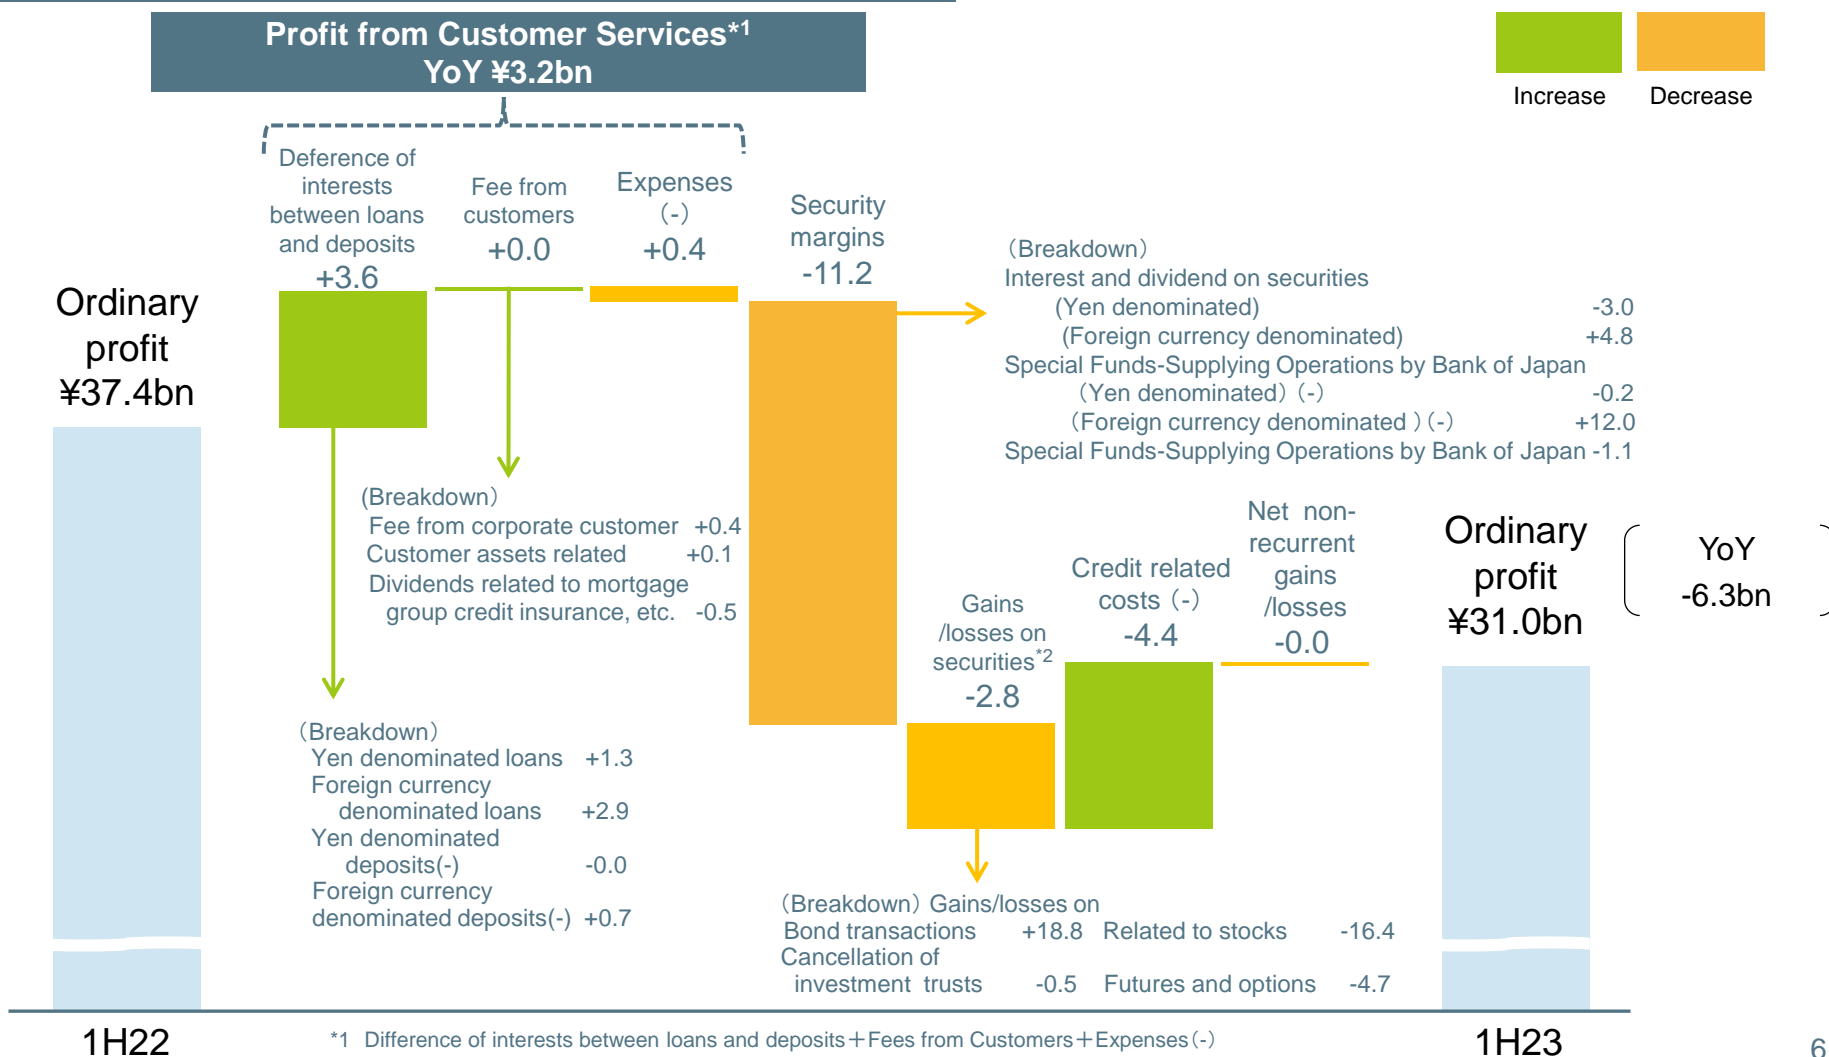 Profit from Customer Services*1
YoY ¥3.2bn
Increase
Decrease
Deference of
interests
between loans
and deposits
+3.6
Fee from
customers
+0.0
Expenses
（-）
+0.4
Security
margins
-11.2
Ordinary
profit
¥37.4bn
（Breakdown）
Interest and dividend on securities
(Yen denominated) -3.0
(Foreign currency denominated) +4.8
Special Funds-Supplying Operations by Bank of Japan
（Yen denominated）（-） -0.2
（Foreign currency denominated ）（-） +12.0
Special Funds-Supplying Operations by Bank of Japan -1.1
(Breakdown）
Fee from corporate customer +0.4
Customer assets related +0.1
Dividends related to mortgage
group credit insurance, etc. -0.5
Gains
/losses on
securities*2
-2.8
Credit related
costs（-）
-4.4
Net non-
recurrent
gains
/losses
-0.0
Ordinary
profit
¥31.0bn
YoY
-6.3bn
（Breakdown）
Yen denominated loans +1.3
Foreign currency
denominated loans +2.9
Yen denominated
deposits(-) -0.0
Foreign currency
denominated deposits(-) +0.7
（Breakdown）Gains/losses on
Bond transactions +18.8 Related to stocks -16.4
Cancellation of
investment trusts -0.5 Futures and options -4.7
1H22
1H23
*1 Difference of interests between loans and deposits＋Fees from Customers＋Expenses(-)
6